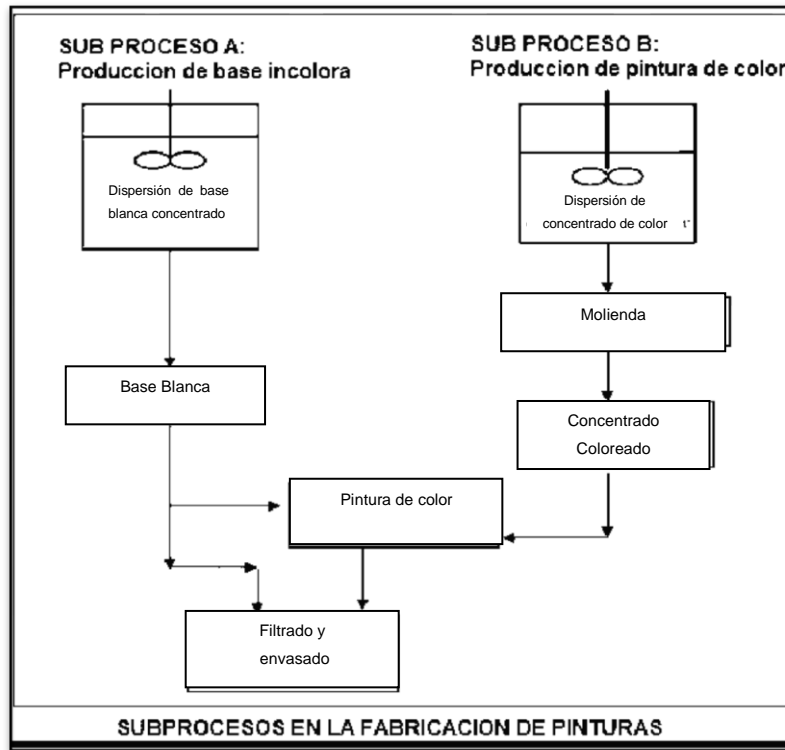 SUB PROCESO A:
Produccion de base incolora
SUB PROCESO B:
Produccion de pintura de color
Dispersión de base
blanca concentrado
Dispersión de
concentrado de color
Molienda
Base Blanca
Concentrado
Coloreado
Pintura de color
Filtrado y
envasado
SUBPROCESOS EN LA FABRICACION DE PINTURAS